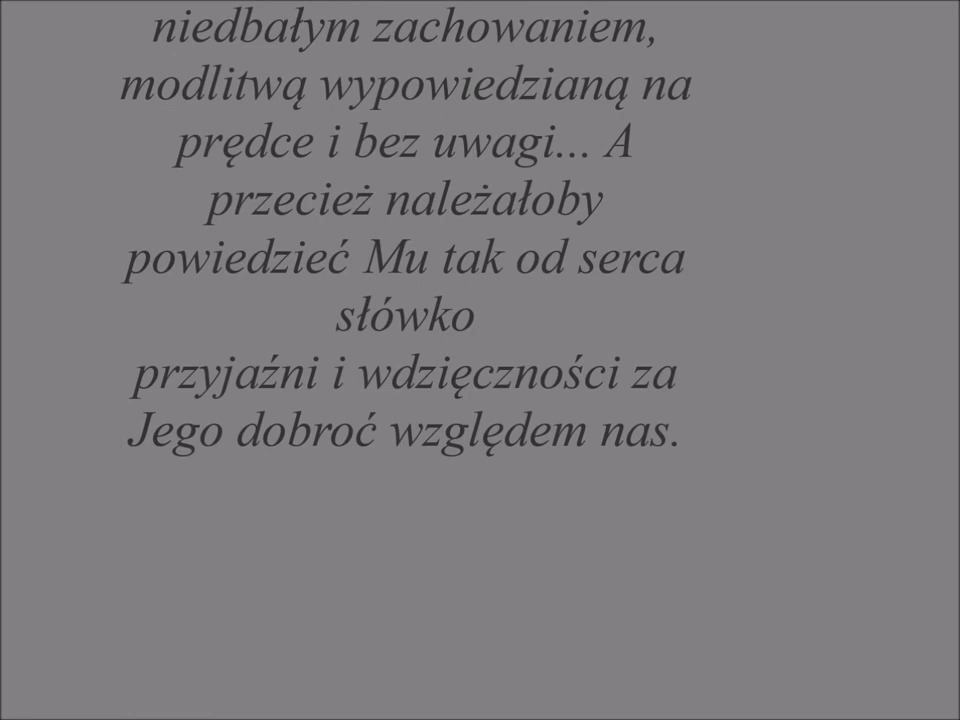 niedbałym zachowaniem,
modlitwą wypowiedzianą na
prędce i bez uwagi... A
przecież należałoby
powiedzieć Mu tak od serca
słówko
przyjaźni i wdzięczności za
Jego dobroć względem nas.